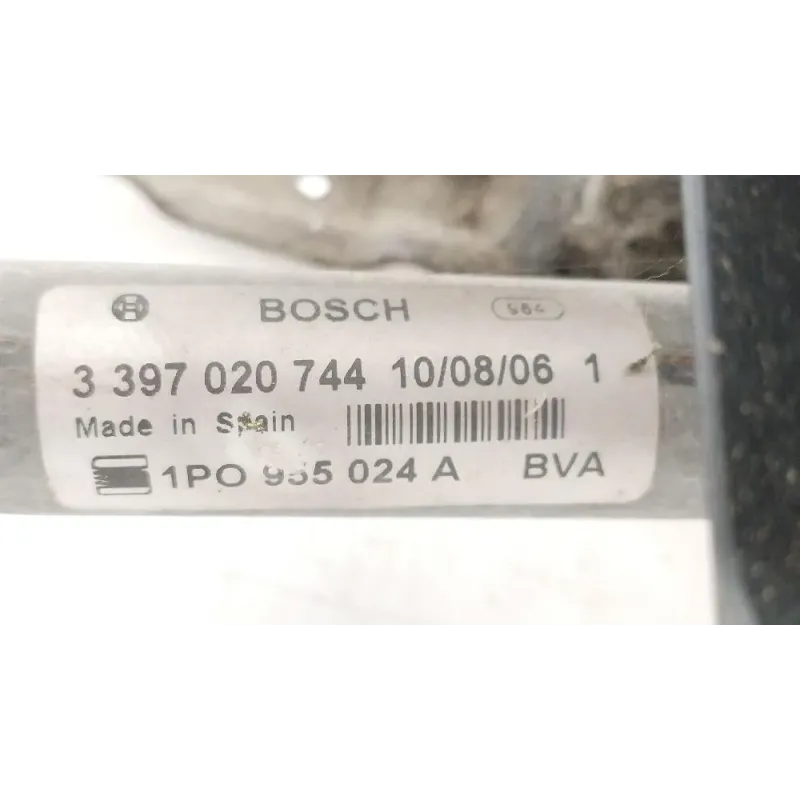 BOSCH
3 397 020 744 10/08/06 1
Made in Spain
1PO 955 024 A BVA